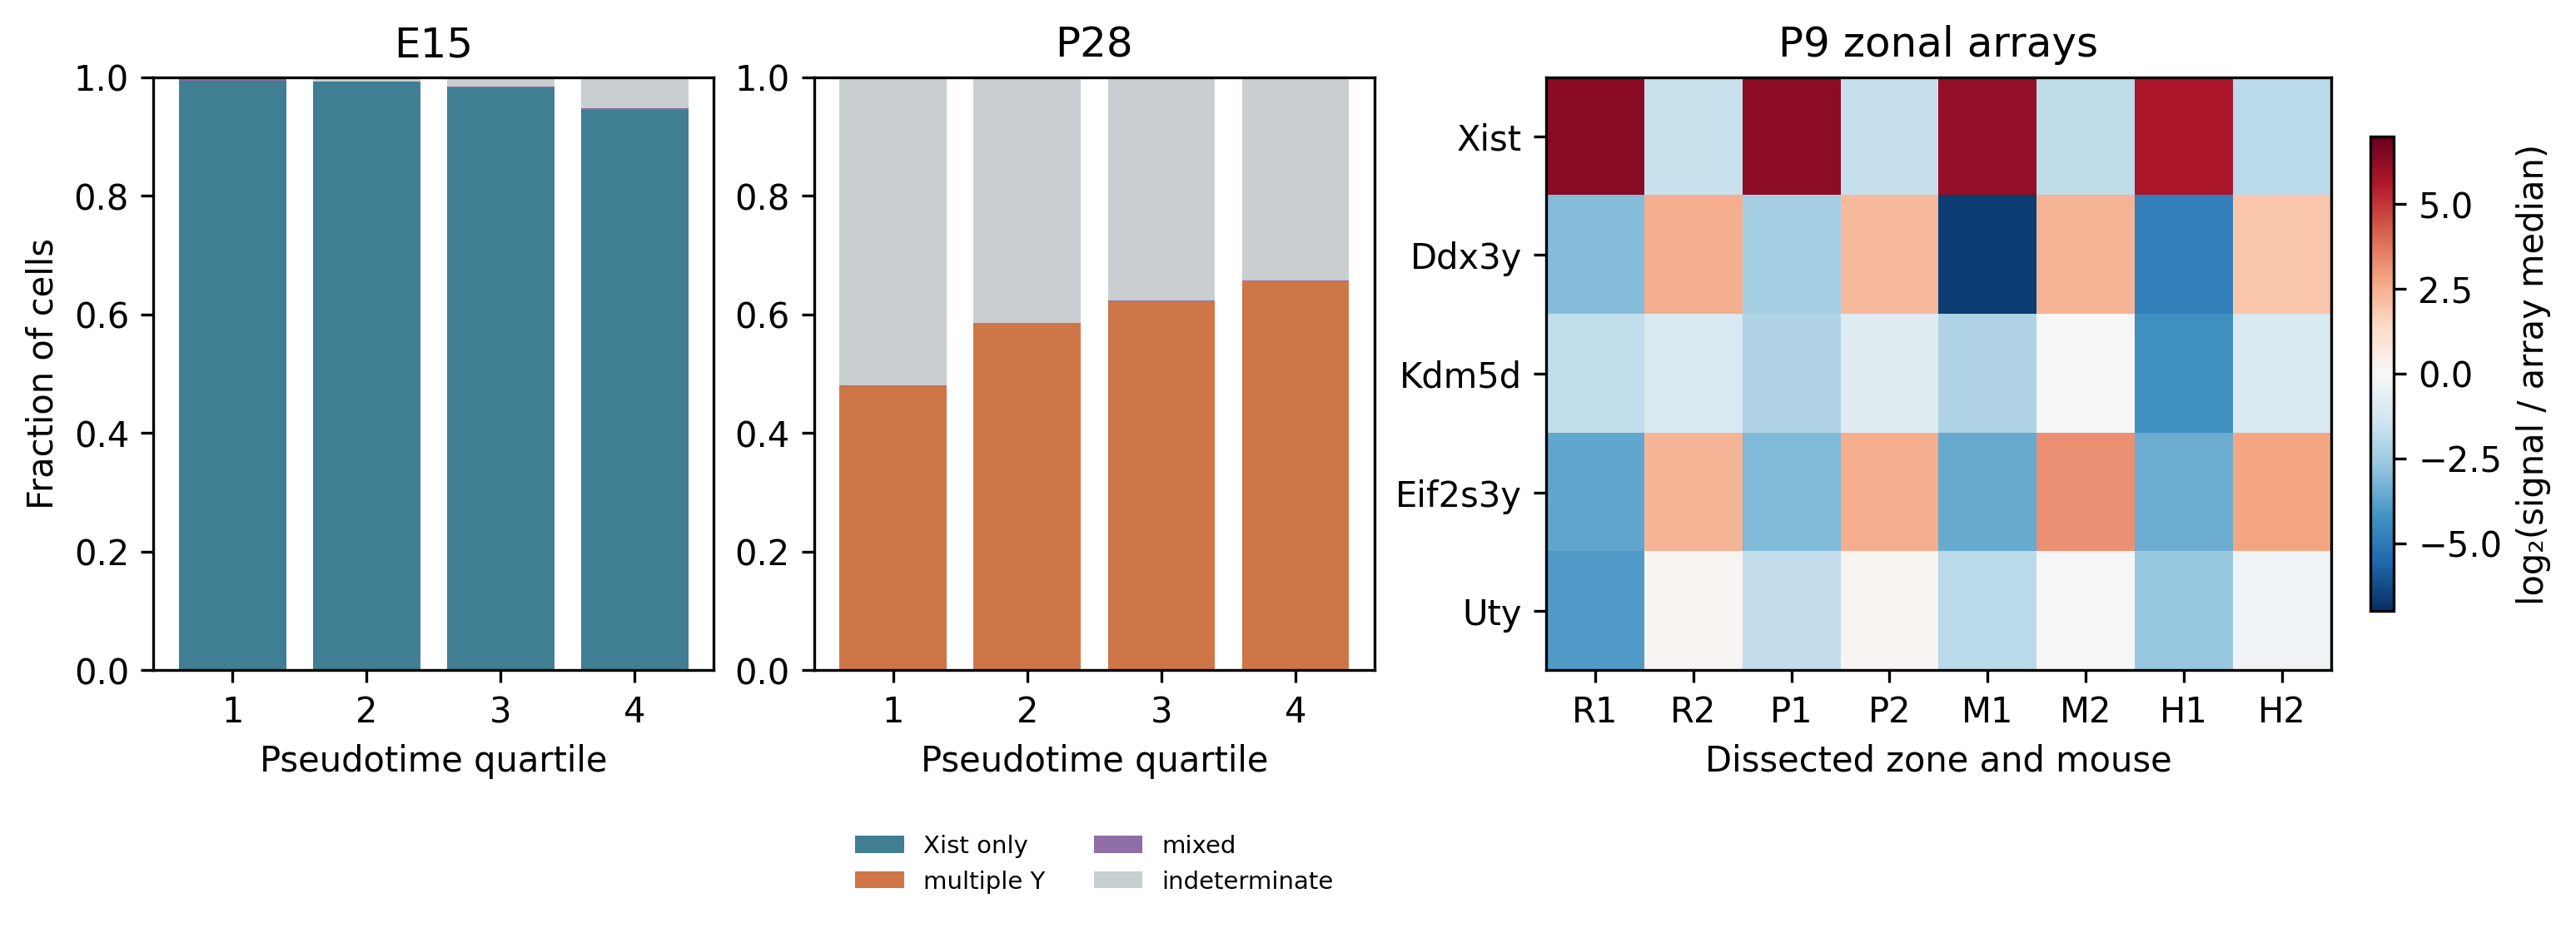 E15
P28
P9 zonal arrays
Fraction of cells
1.0
0.8
0.6
0.4
0.2
0.0
1 2 3 4
Pseudotime quartile
1.0
0.8
0.6
0.4
0.2
0.0
1 2 3 4
Pseudotime quartile
Xist
Ddx3y
Kdm5d
Eif2s3y
Uty
R1 R2 P1 P2 M1 M2 H1 H2
Dissected zone and mouse
5.0
2.5
0.0
−2.5
−5.0
log₂(signal / array median)
Xist only
multiple Y
mixed
indeterminate